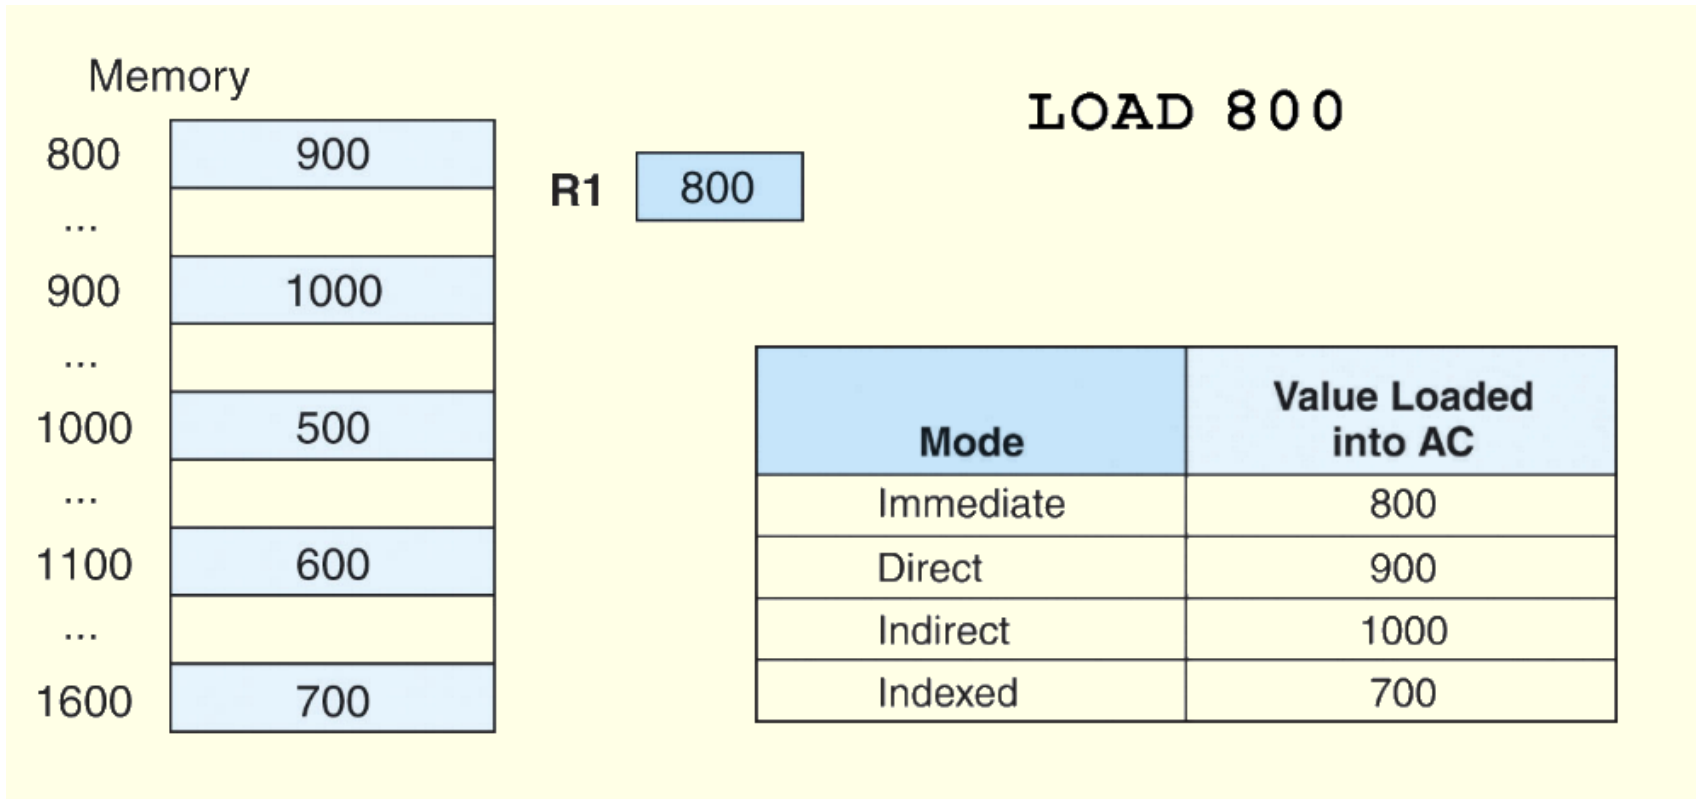 Memory
LOAD 800
800 900
R1 800
...
900 1000
...
1000 500
...
1100 600
...
1600 700
Mode Value Loaded
into AC
Immediate 800
Direct 900
Indirect 1000
Indexed 700